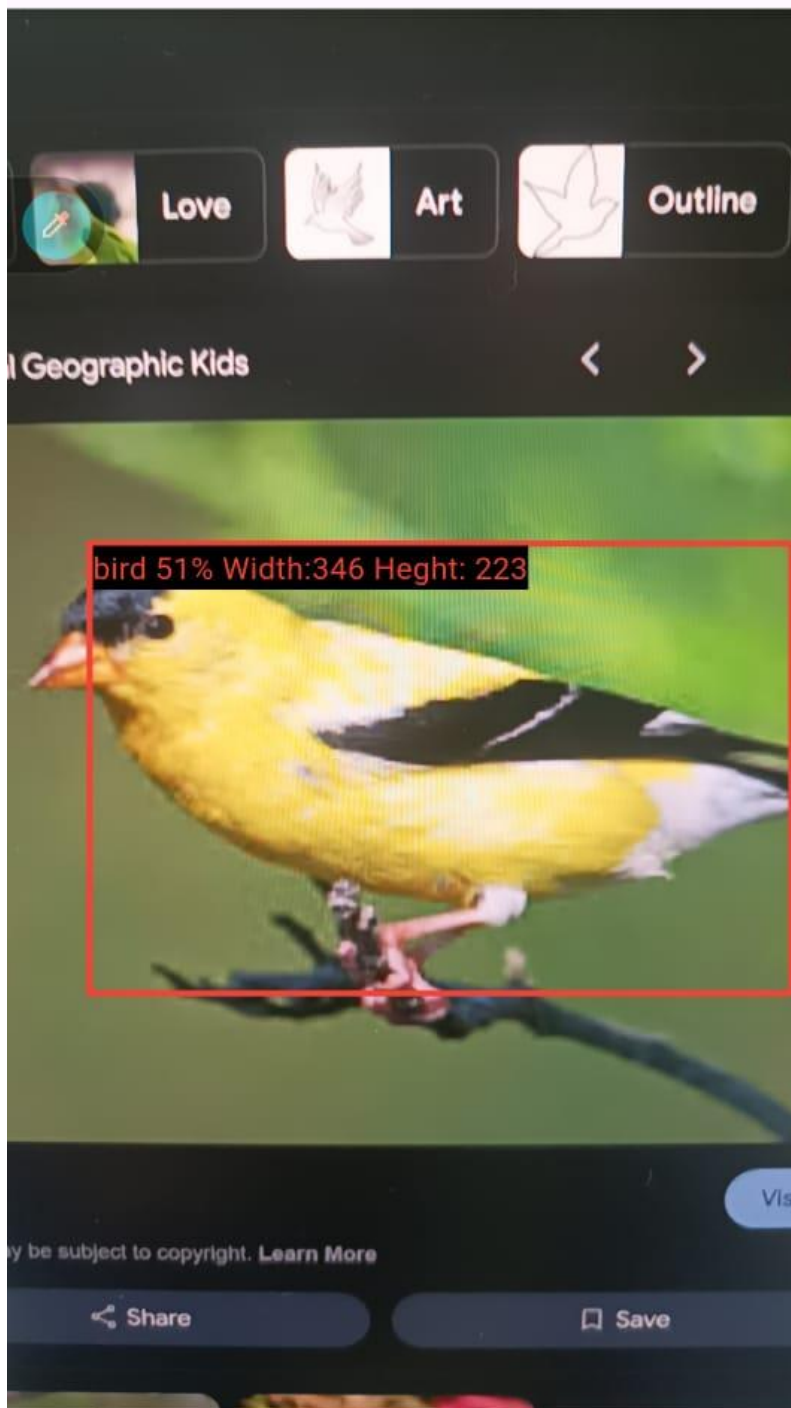 Love
Art
Outline
Geographic Kids
bird 51% Width:346 Heght: 223
be subject to copyright. Learn More
Share
Save